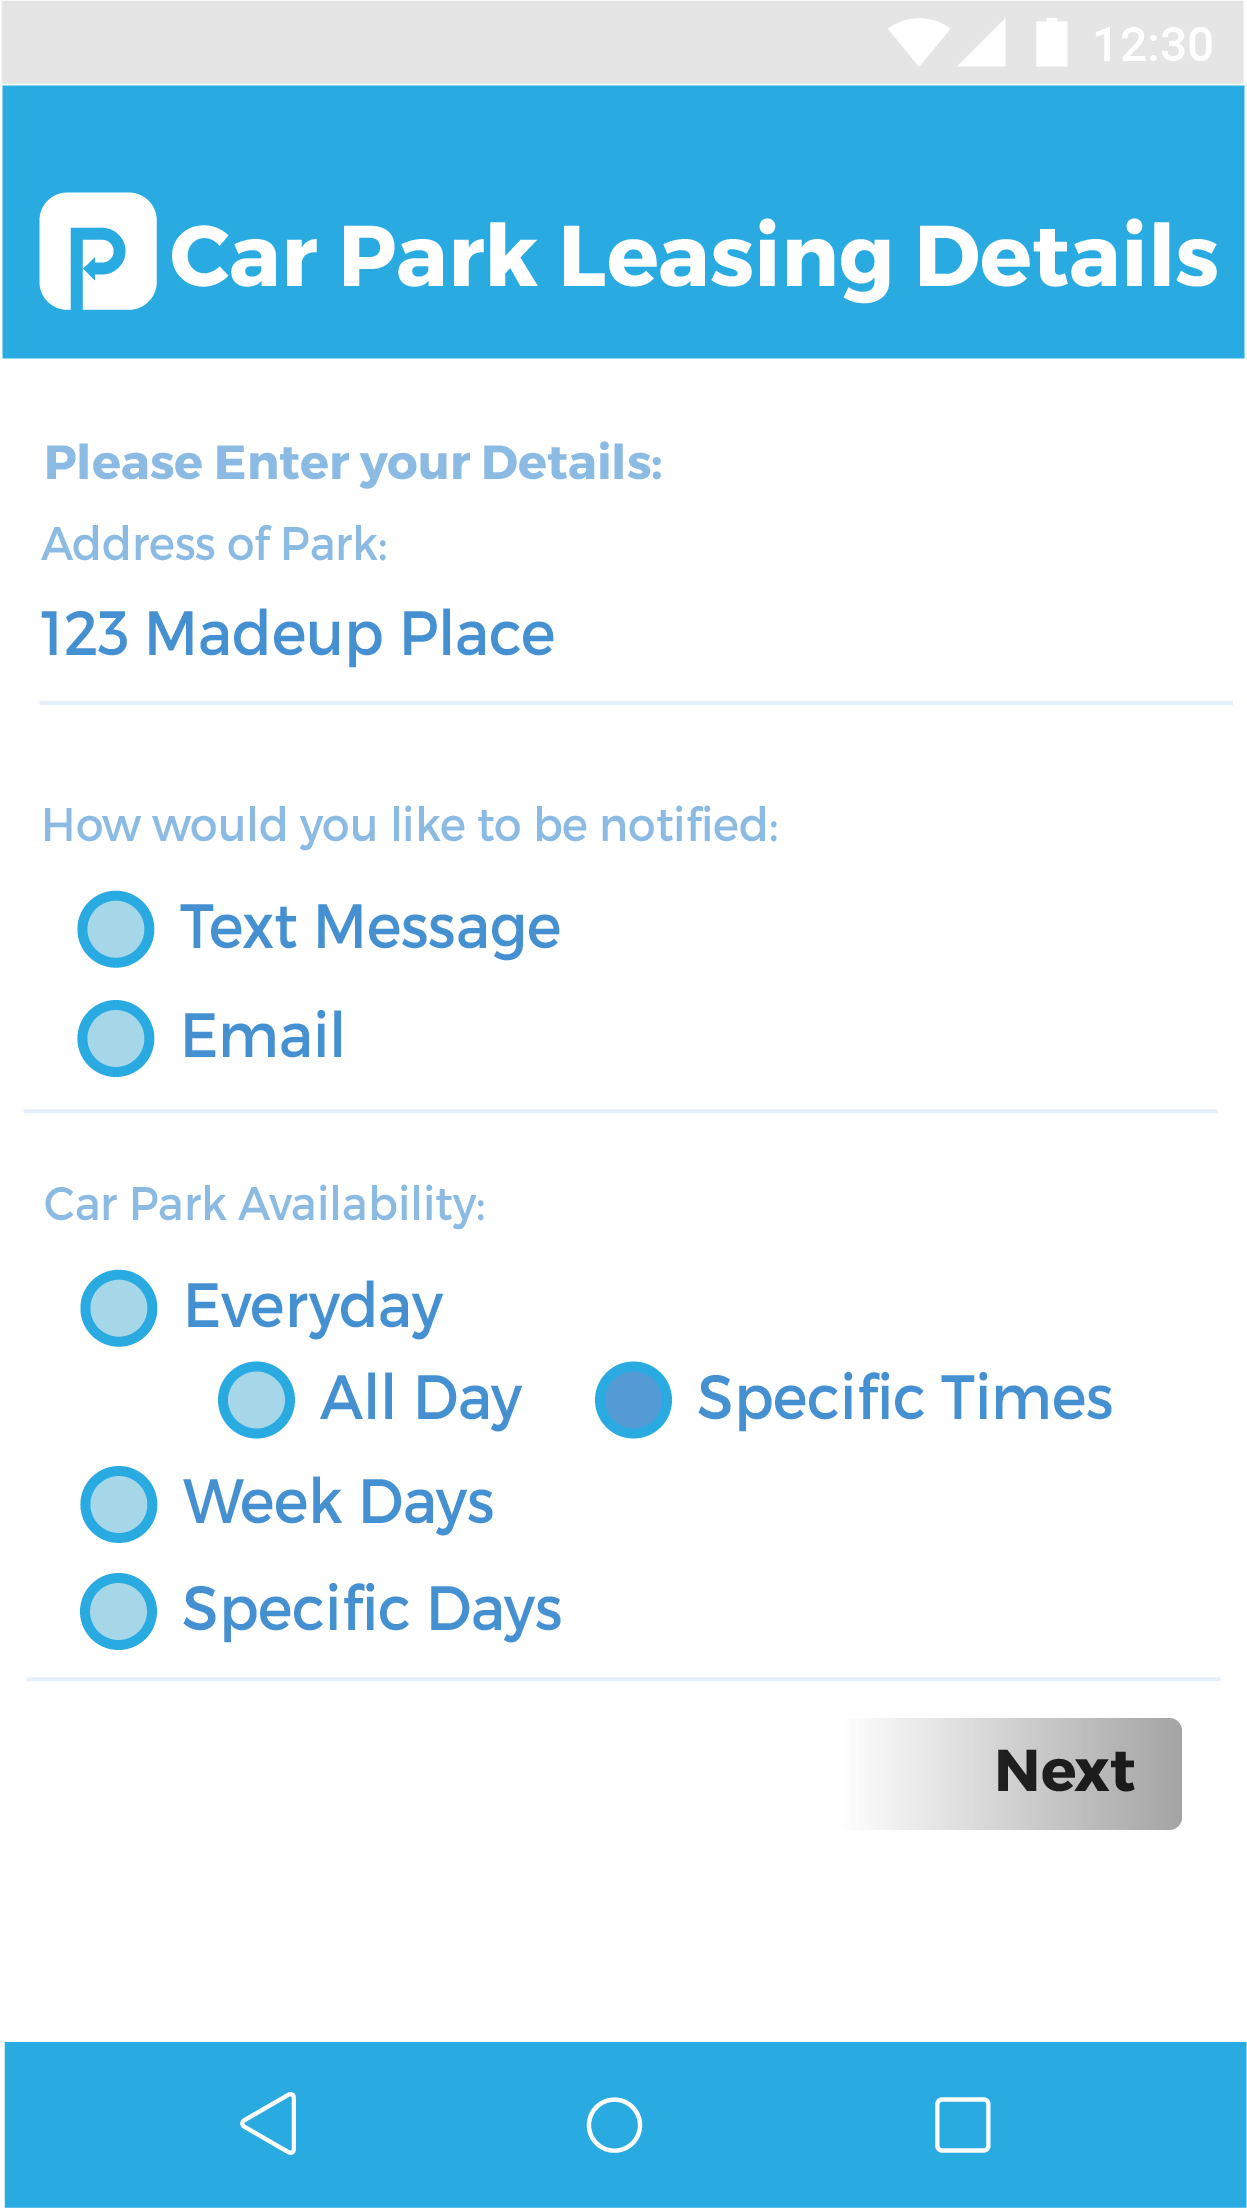 12:30
P Car Park Leasing Details
Please Enter your Details:
Address of Park:
123 Madeup Place
How would you like to be notified:
Text Message
Email
Car Park Availability:
Everyday
All Day Specific Times
Week Days
Specific Days
Next